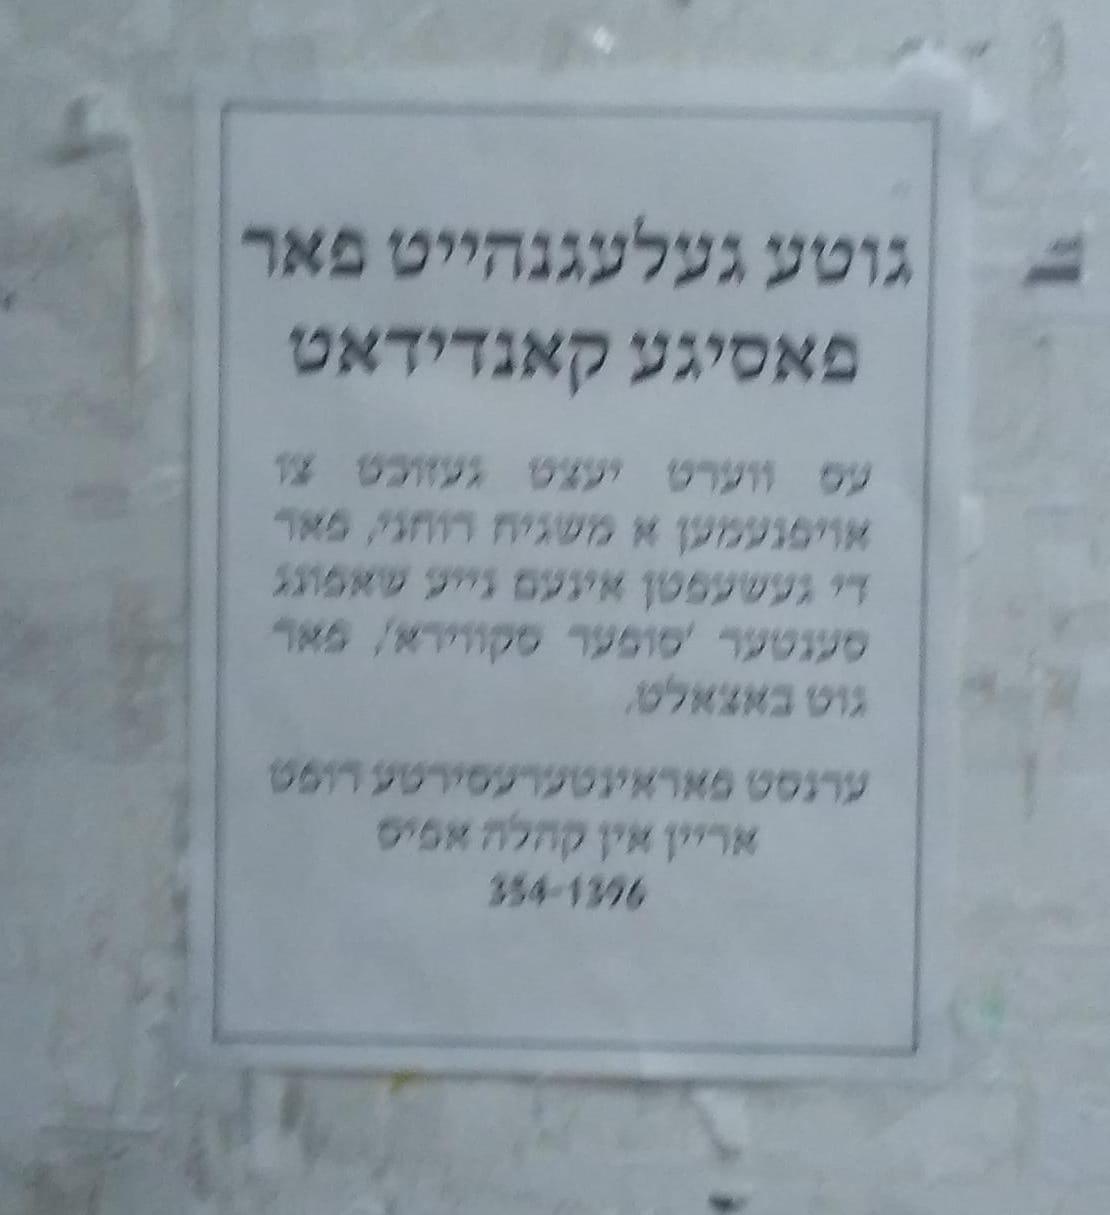 גוטע געלעגנהייט פאר
פאסיגע קאנדידאט
עס ווערט יעצט געזוכט צו
אויפנעמען א משגיח רוחני, פאר
די געשעפטן אינעם נייע שאפונג
סענטער 'סופער סקווירא', פאר
גוט באצאלט.
ערנסט פאראינטערעסירטע רופט
אריין אין קהלה אפיס
354-1396